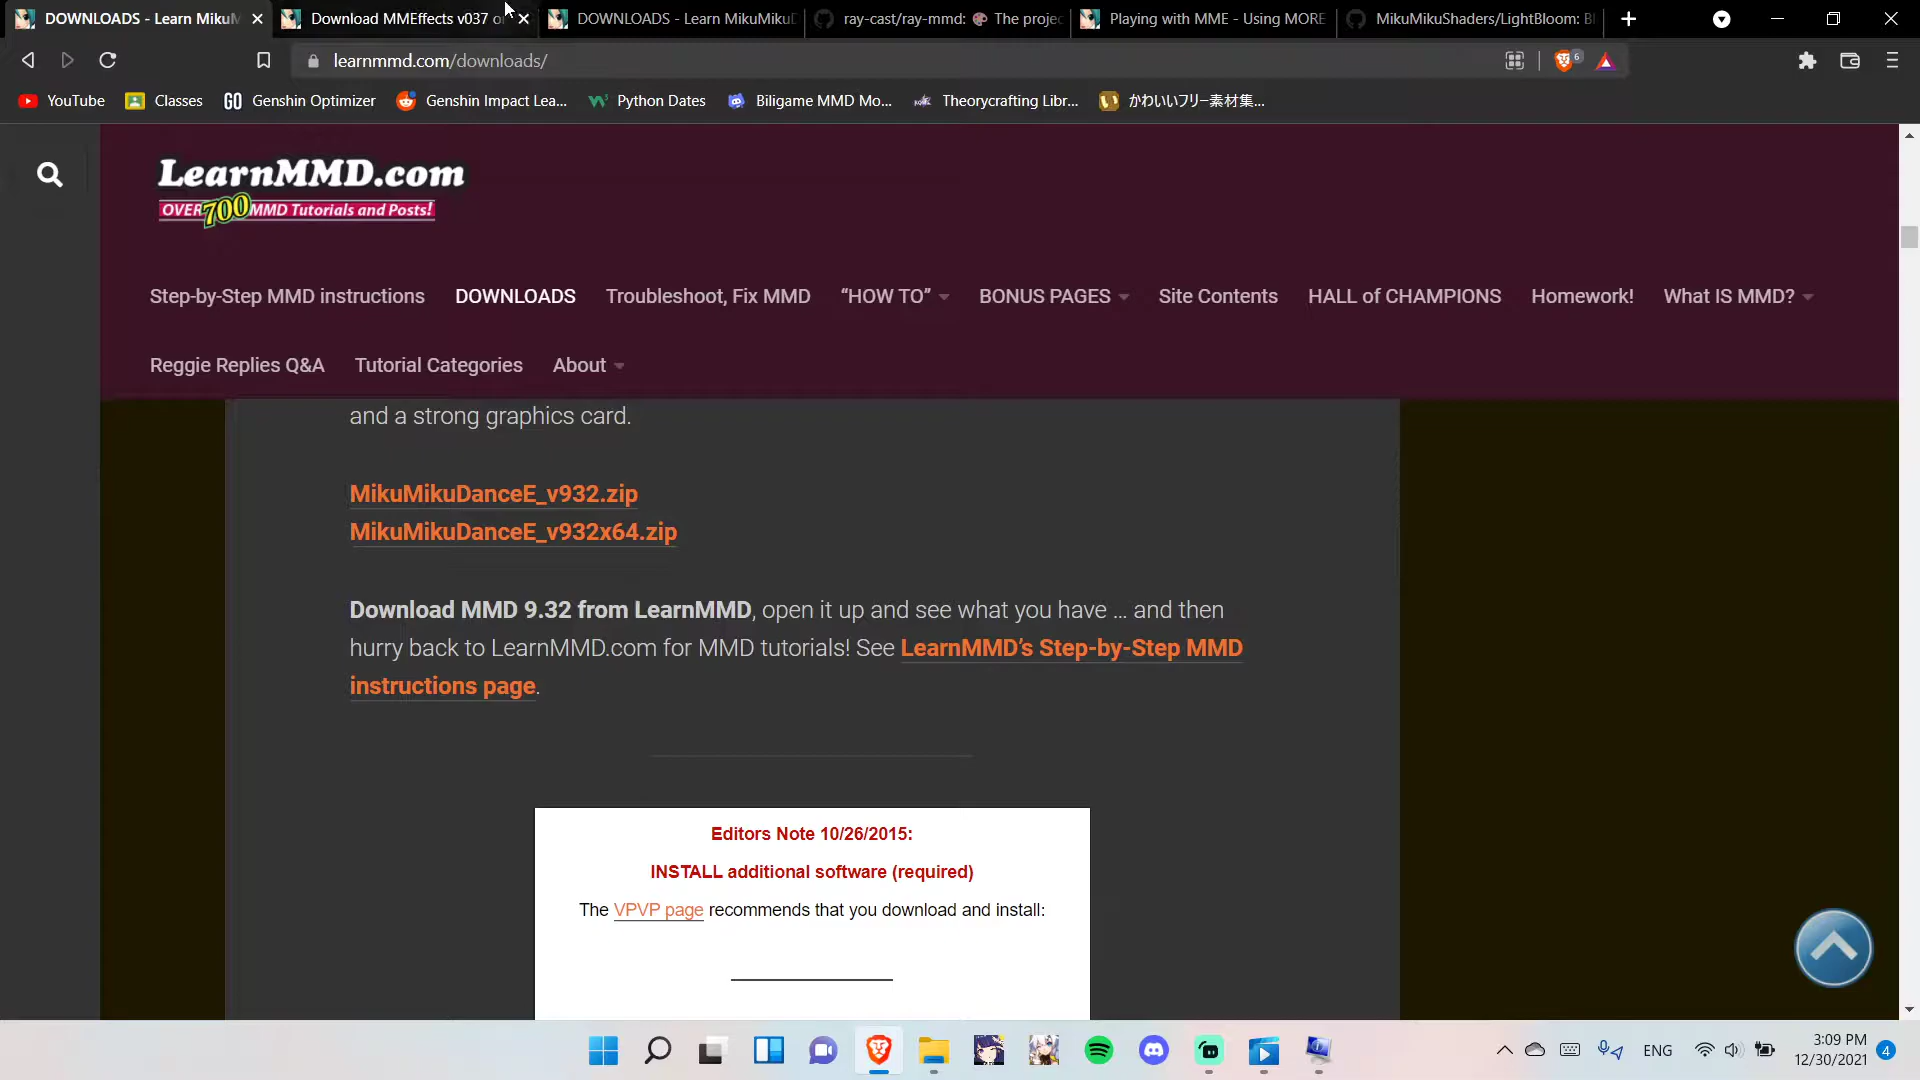 DOWNLOADS - Learn MikuM
Download MMEffects v037 o
DOWNLOADS - Learn MikuMikuD
ray-cast/ray-mmd: 🎨 The projec
Playing with MME - Using MORE
MikuMikuShaders/LightBloom: Bl
learnmmd.com/downloads/
6
YouTube
Classes
GO Genshin Optimizer
Genshin Impact Lea...
Python Dates
Biligame MMD Mo...
Theorycrafting Libr...
かわいいフリー素材集...
LearnMMD.com
OVER 700 MMD Tutorials and Posts!
Step-by-Step MMD instructions
DOWNLOADS
Troubleshoot, Fix MMD
“HOW TO”
BONUS PAGES
Site Contents
HALL of CHAMPIONS
Homework!
What IS MMD?
Reggie Replies Q&A
Tutorial Categories
About
and a strong graphics card.
MikuMikuDanceE_v932.zip
MikuMikuDanceE_v932x64.zip
Download MMD 9.32 from LearnMMD, open it up and see what you have … and then
hurry back to LearnMMD.com for MMD tutorials! See LearnMMD’s Step-by-Step MMD
instructions page.
Editors Note 10/26/2015:
INSTALL additional software (required)
The VPVP page recommends that you download and install:
ENG
3:09 PM
12/30/2021
4